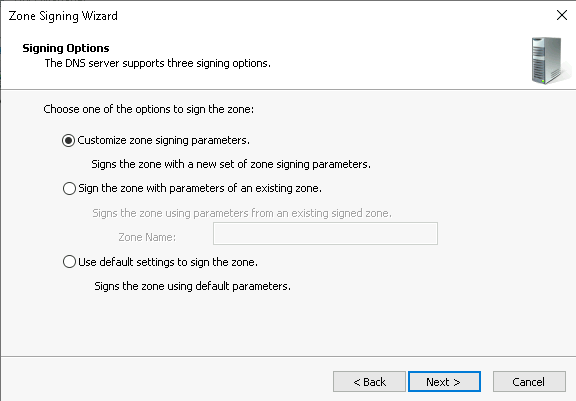 Zone Signing Wizard
Signing Options
The DNS server supports three signing options.
Choose one of the options to sign the zone:
Customize zone signing parameters.
Signs the zone with a new set of zone signing parameters.
Sign the zone with parameters of an existing zone.
Signs the zone using parameters from an existing signed zone.
Zone Name:
Use default settings to sign the zone.
Signs the zone using default parameters.
< Back Next > Cancel